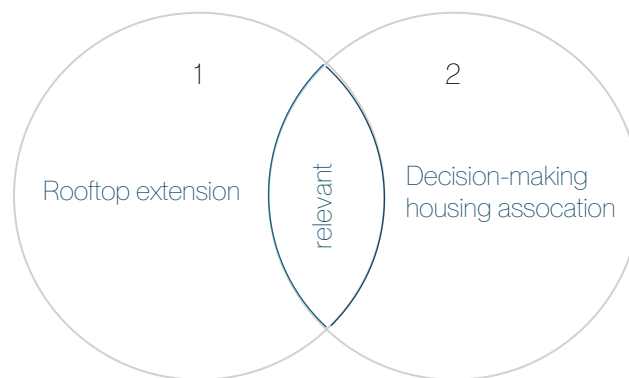 1
2
Rooftop extension
relevant
Decision-making
housing assocation